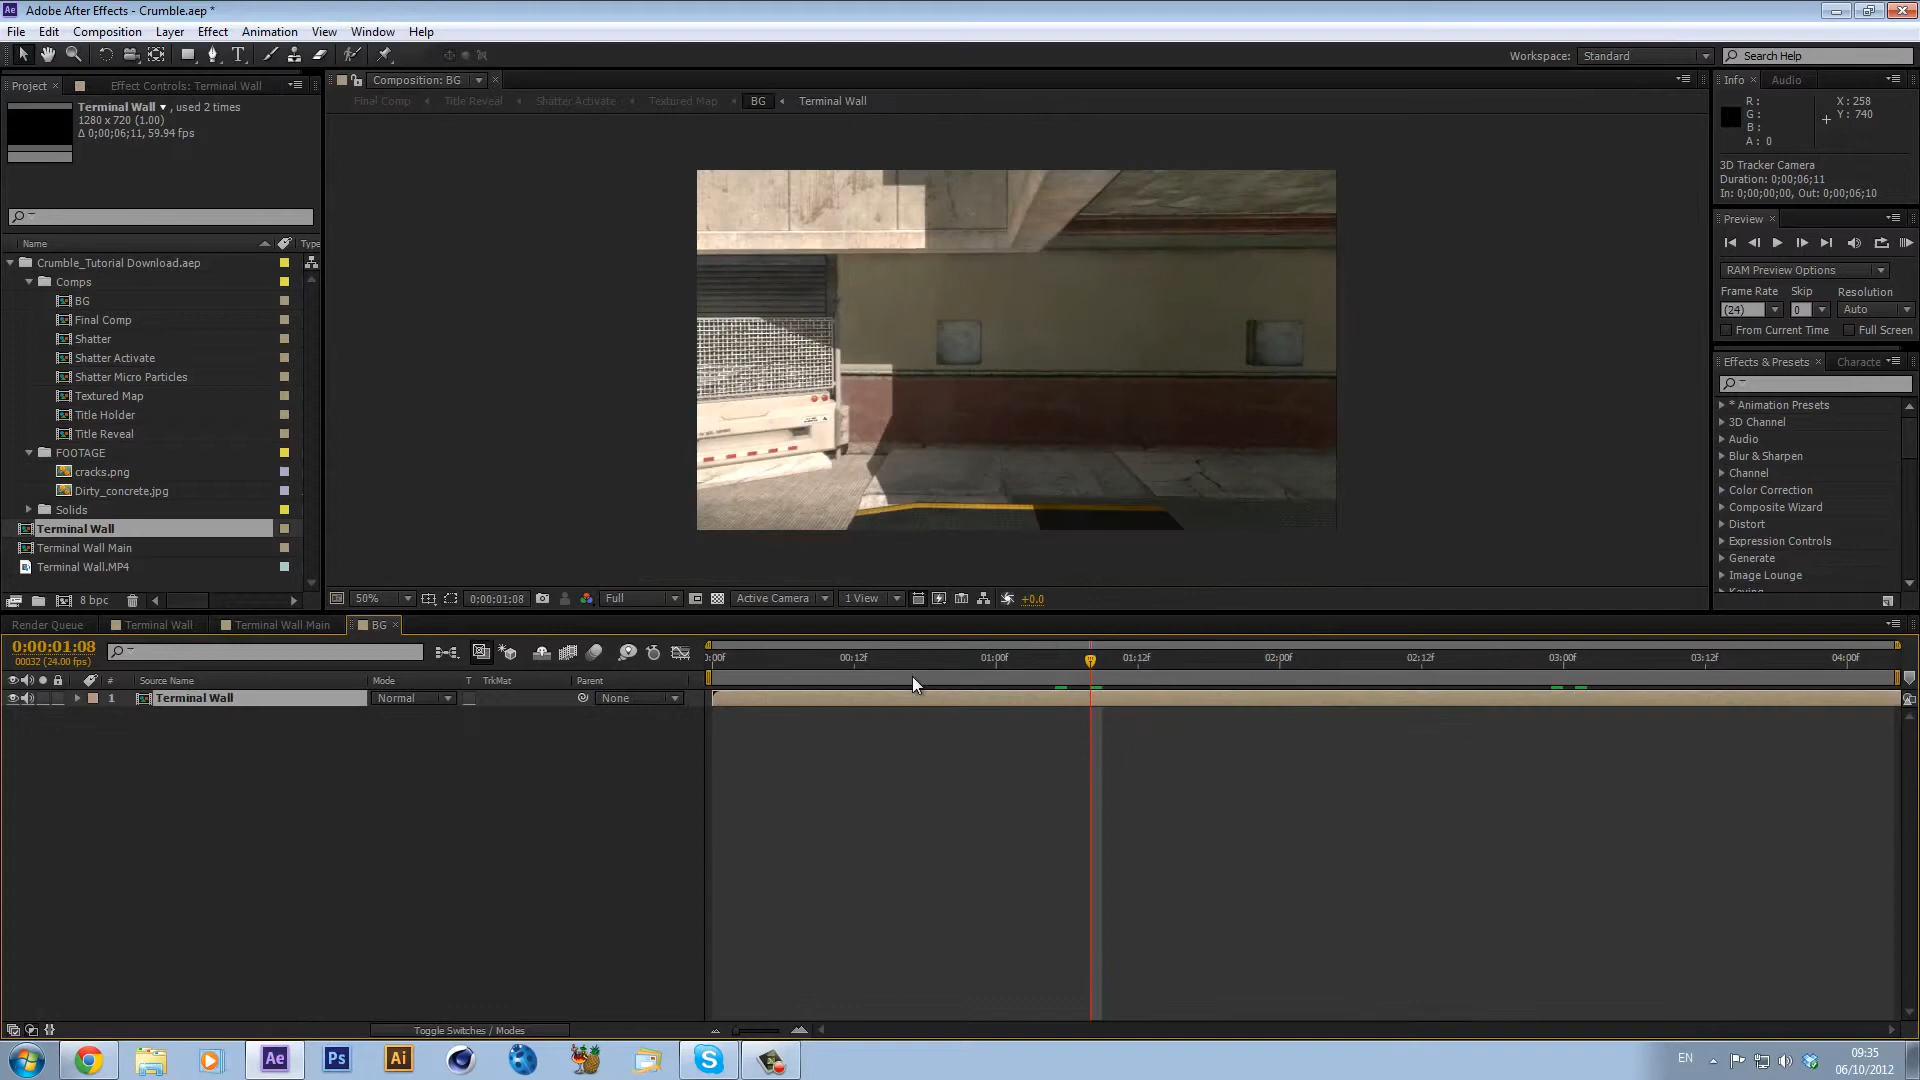 Adobe After Effects - Crumble.aep *
File Edit Composition Layer Effect Animation View Window Help
Workspace: Standard Search Help
Project Effect Controls: Terminal Wall
Composition: BG
Info Audio
Final Comp Title Reveal Shatter Activate Textured Map BG Terminal Wall
Terminal Wall , used 2 times
1280 x 720 (1.00)
Δ 0;00;06;11, 59.94 fps
R : X : 258
G : Y : 740
B :
A : 0
3D Tracker Camera
Duration: 0;00;06;11
In: 0;00;00;00, Out: 0;00;06;10
Preview
RAM Preview Options
Frame Rate Skip Resolution
(24) 0 Auto
From Current Time Full Screen
Effects & Presets Characte
* Animation Presets
3D Channel
Audio
Blur & Sharpen
Channel
Color Correction
Composite Wizard
Distort
Expression Controls
Generate
Image Lounge
Keying
Name Type
Crumble_Tutorial Download.aep
Comps
BG
Final Comp
Shatter
Shatter Activate
Shatter Micro Particles
Textured Map
Title Holder
Title Reveal
FOOTAGE
cracks.png
Dirty_concrete.jpg
Solids
Terminal Wall
Terminal Wall Main
Terminal Wall.MP4
8 bpc
50% 0;00;01;08 Full Active Camera 1 View +0.0
Render Queue Terminal Wall Terminal Wall Main BG
0:00:01:08
00032 (24.00 fps)
:00f 00:12f 01:00f 01:12f 02:00f 02:12f 03:00f 03:12f 04:00f
# Source Name Mode T TrkMat Parent
1 Terminal Wall Normal None
Toggle Switches / Modes
Ae Ps Ai
EN
09:35
06/10/2012